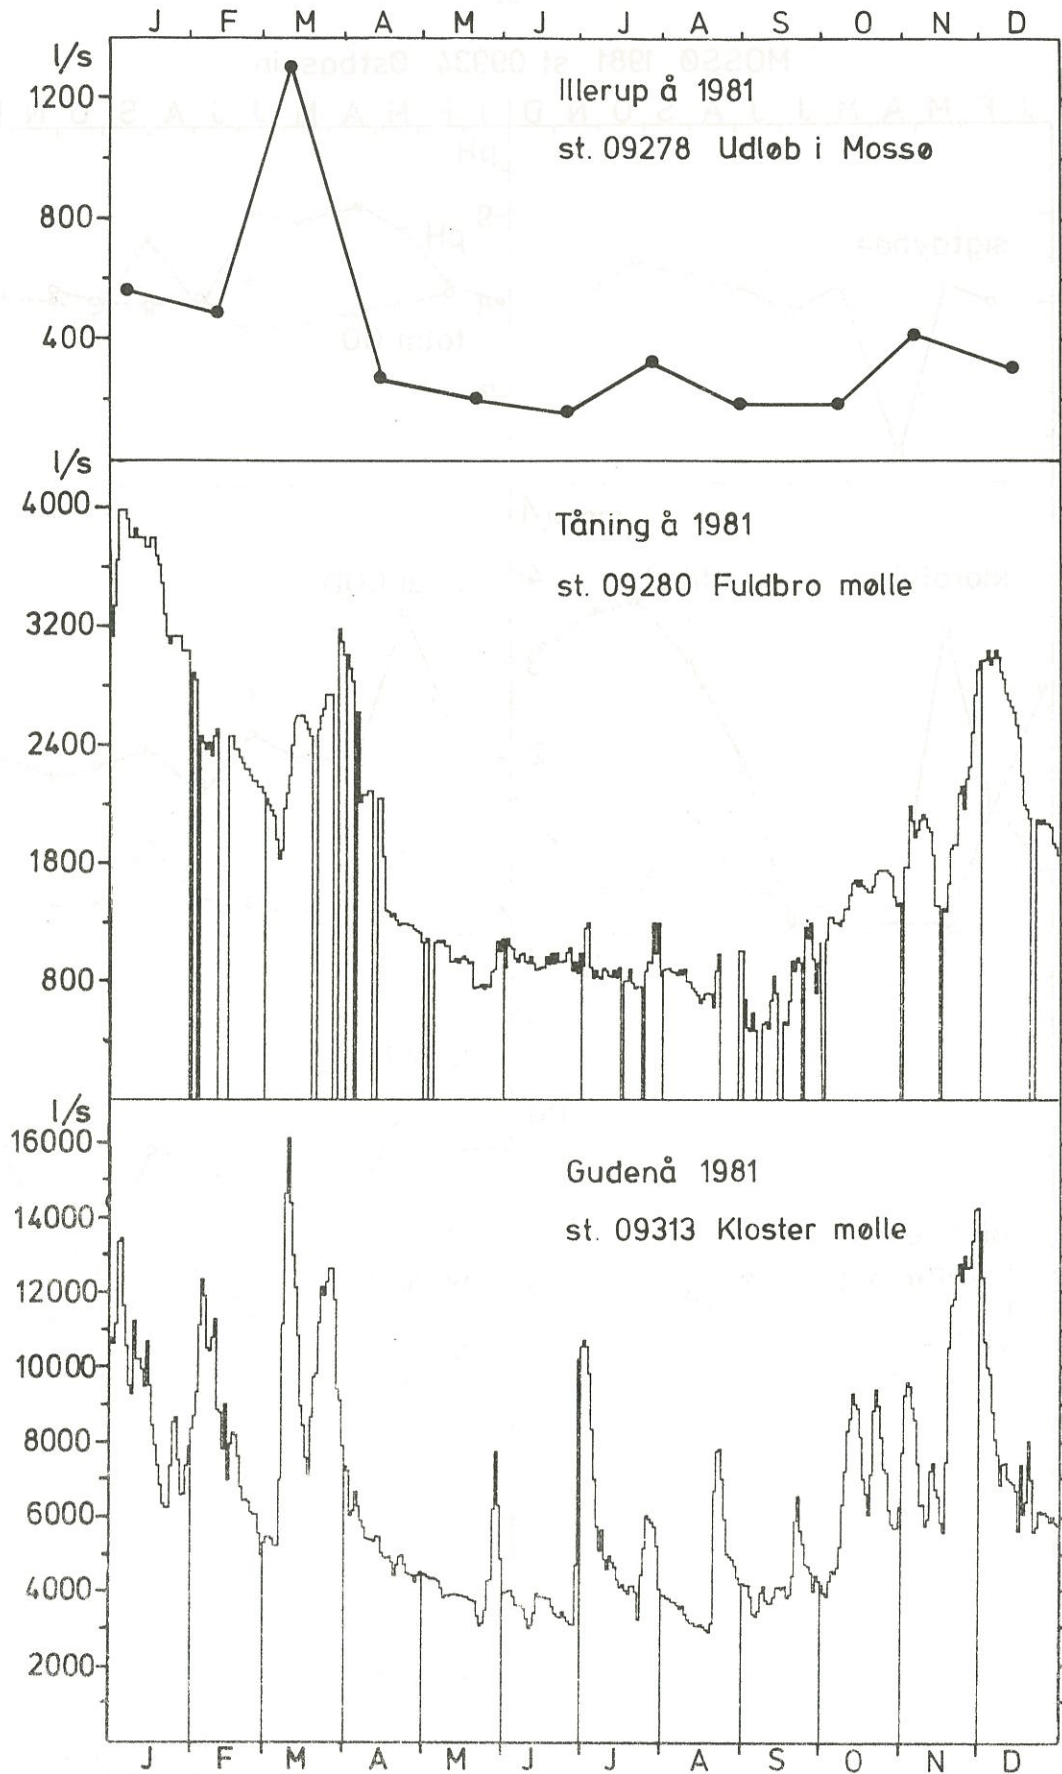 J F M A M J J A S O N D
l/s
Illerup å 1981
1200
st. 09278 Udløb i Mossø
800
400
l/s
4000
Tåning å 1981
st. 09280 Fuldbro mølle
3200
2400
1800
800
l/s
16000
Gudenå 1981
14000
st. 09313 Kloster mølle
12000
10000
8000
6000
4000
2000
J F M A M J J A S O N D